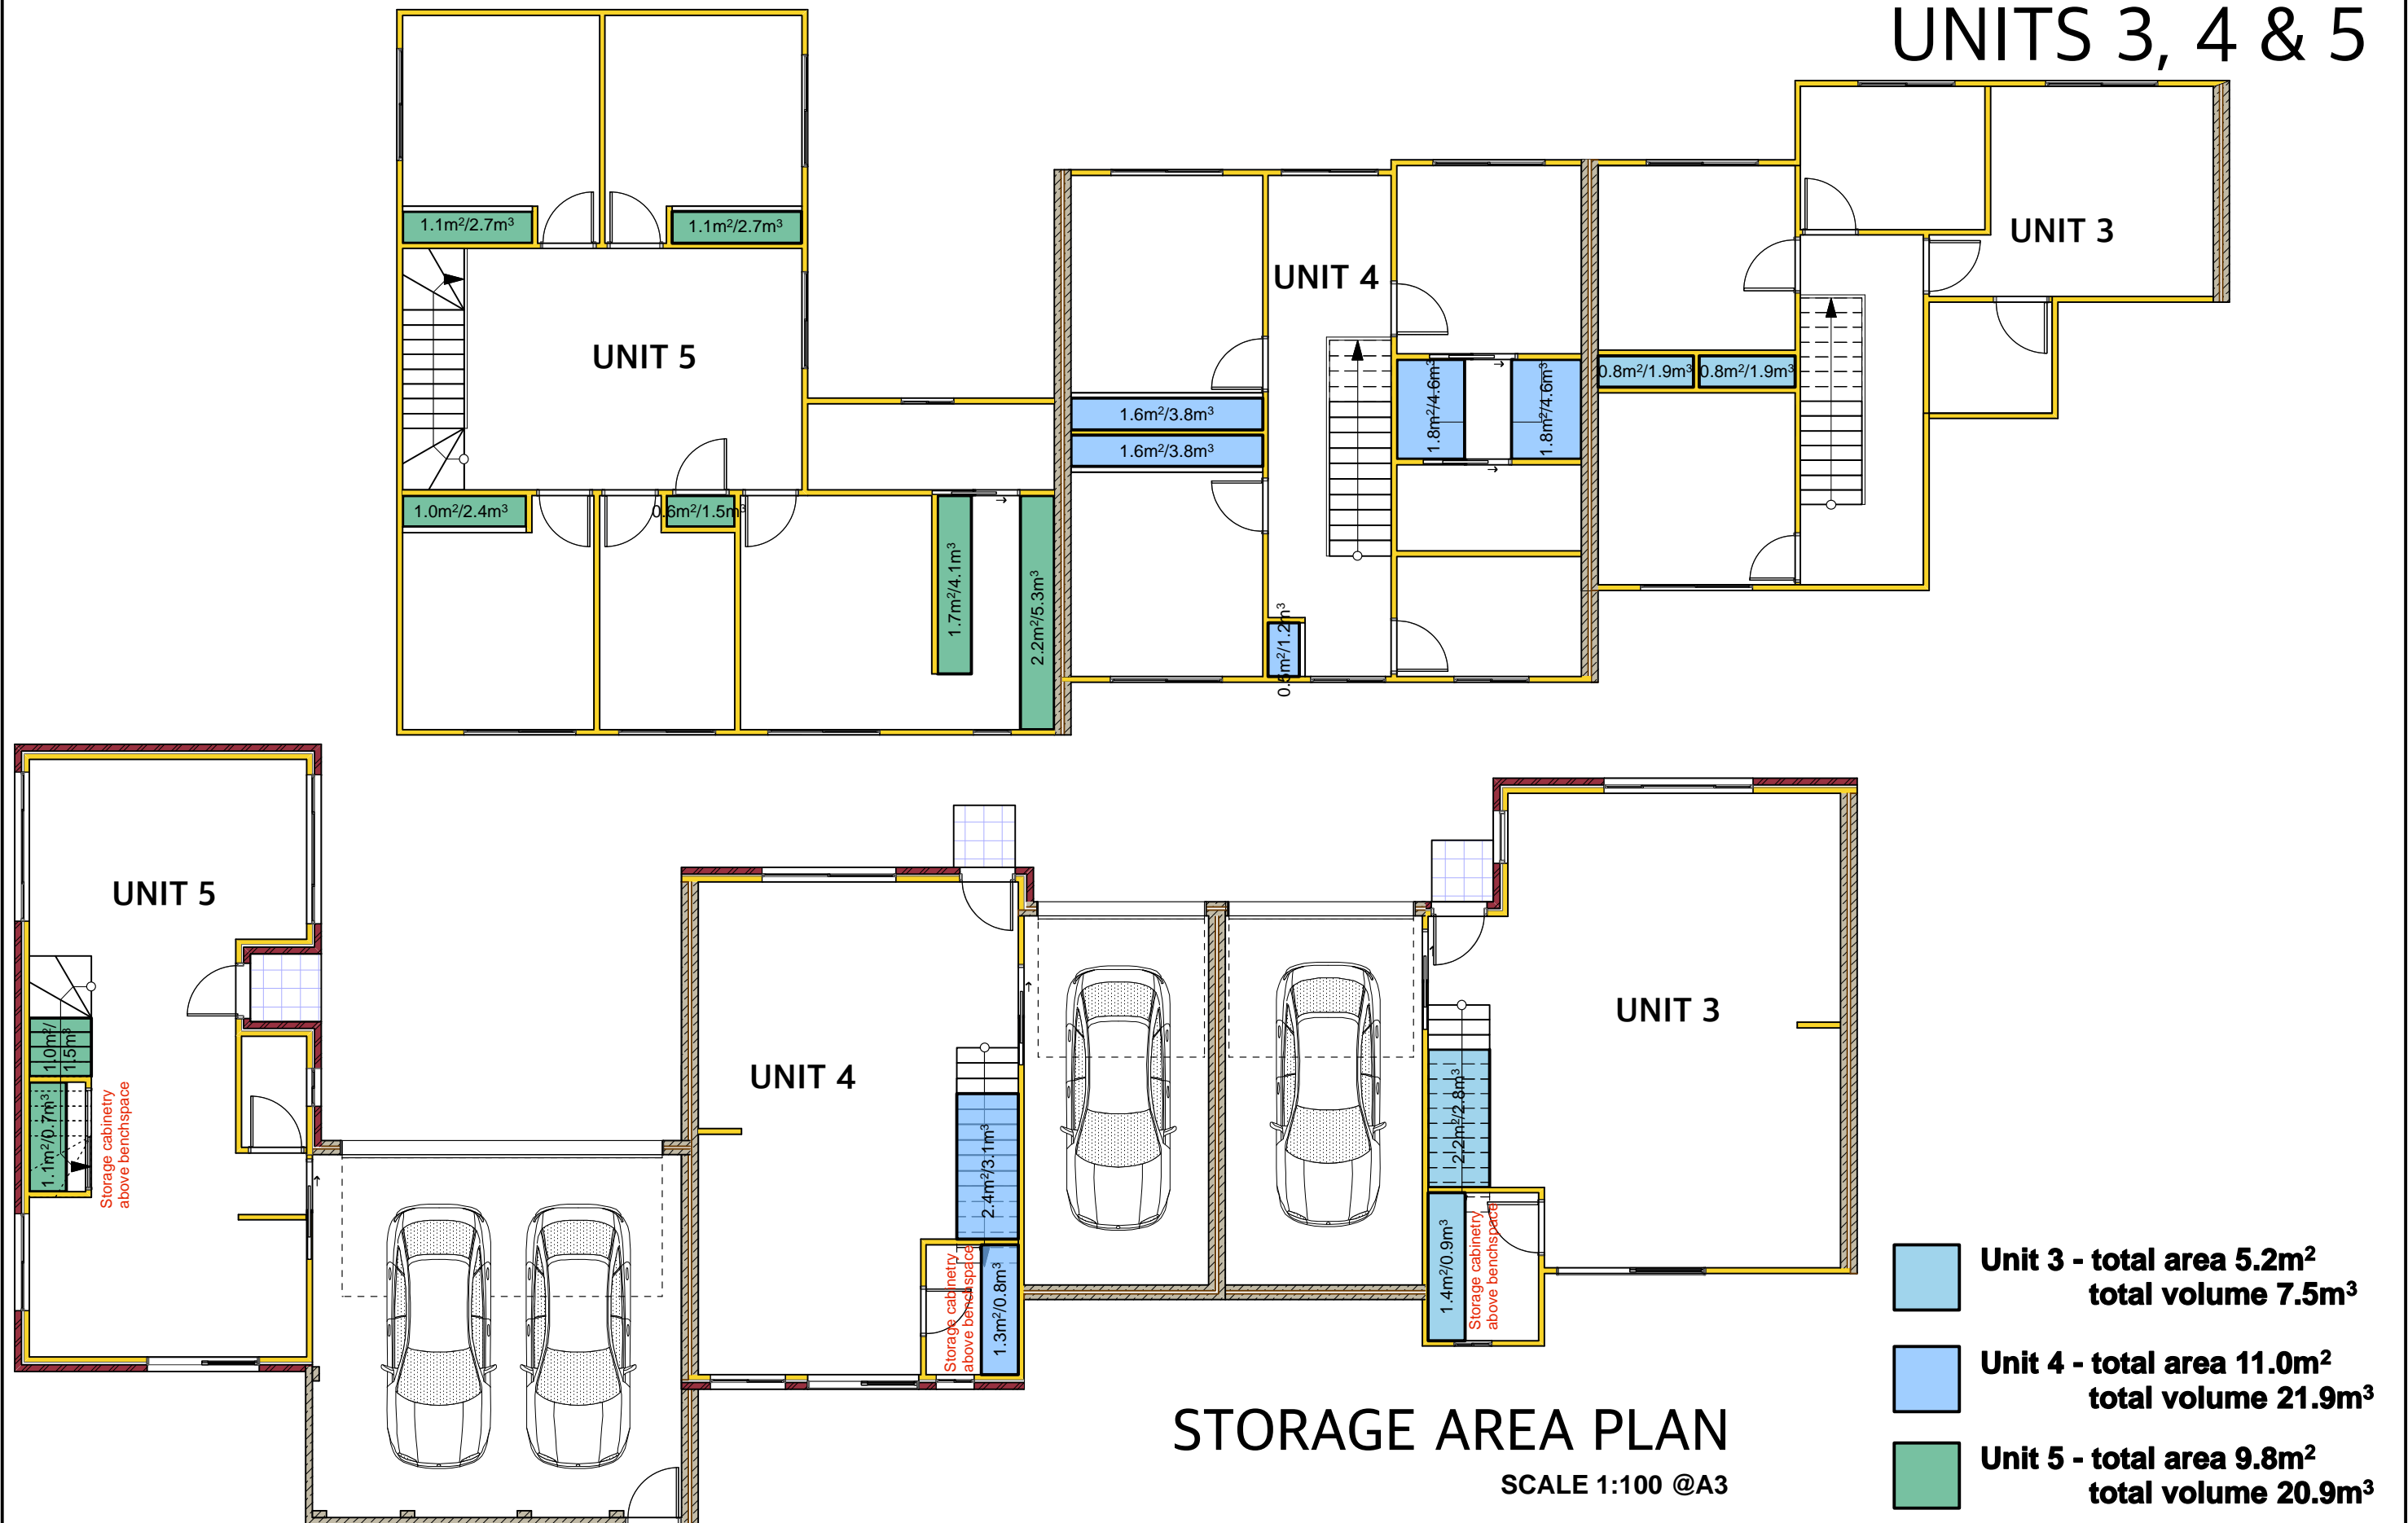 UNITS 3, 4 & 5
UNIT 3
1.1m²/2.7m³
1.1m²/2.7m³
UNIT 4
UNIT 5
1.8m²/4.6m³
1.8m²/4.6m³
0.8m²/1.9m³
0.8m²/1.9m³
1.6m²/3.8m³
1.6m²/3.8m³
1.0m²/2.4m³
0.6m²/1.5m³
1.7m²/4.1m³
2.2m²/5.3m³
0.5m²/1.2m³
UNIT 5
UNIT 3
1.0m²/
1.5m³
UNIT 4
1.1m²/0.7m³
Storage cabinetry
above benchspace
2.4m²/3.1m³
2.2m²/2.8m³
1.3m²/0.8m³
Storage cabinetry
above benchspace
1.4m²/0.9m³
Storage cabinetry
above benchspace
Unit 3 - total area 5.2m²
total volume 7.5m³
Unit 4 - total area 11.0m²
total volume 21.9m³
Unit 5 - total area 9.8m²
total volume 20.9m³
STORAGE AREA PLAN
SCALE 1:100 @A3